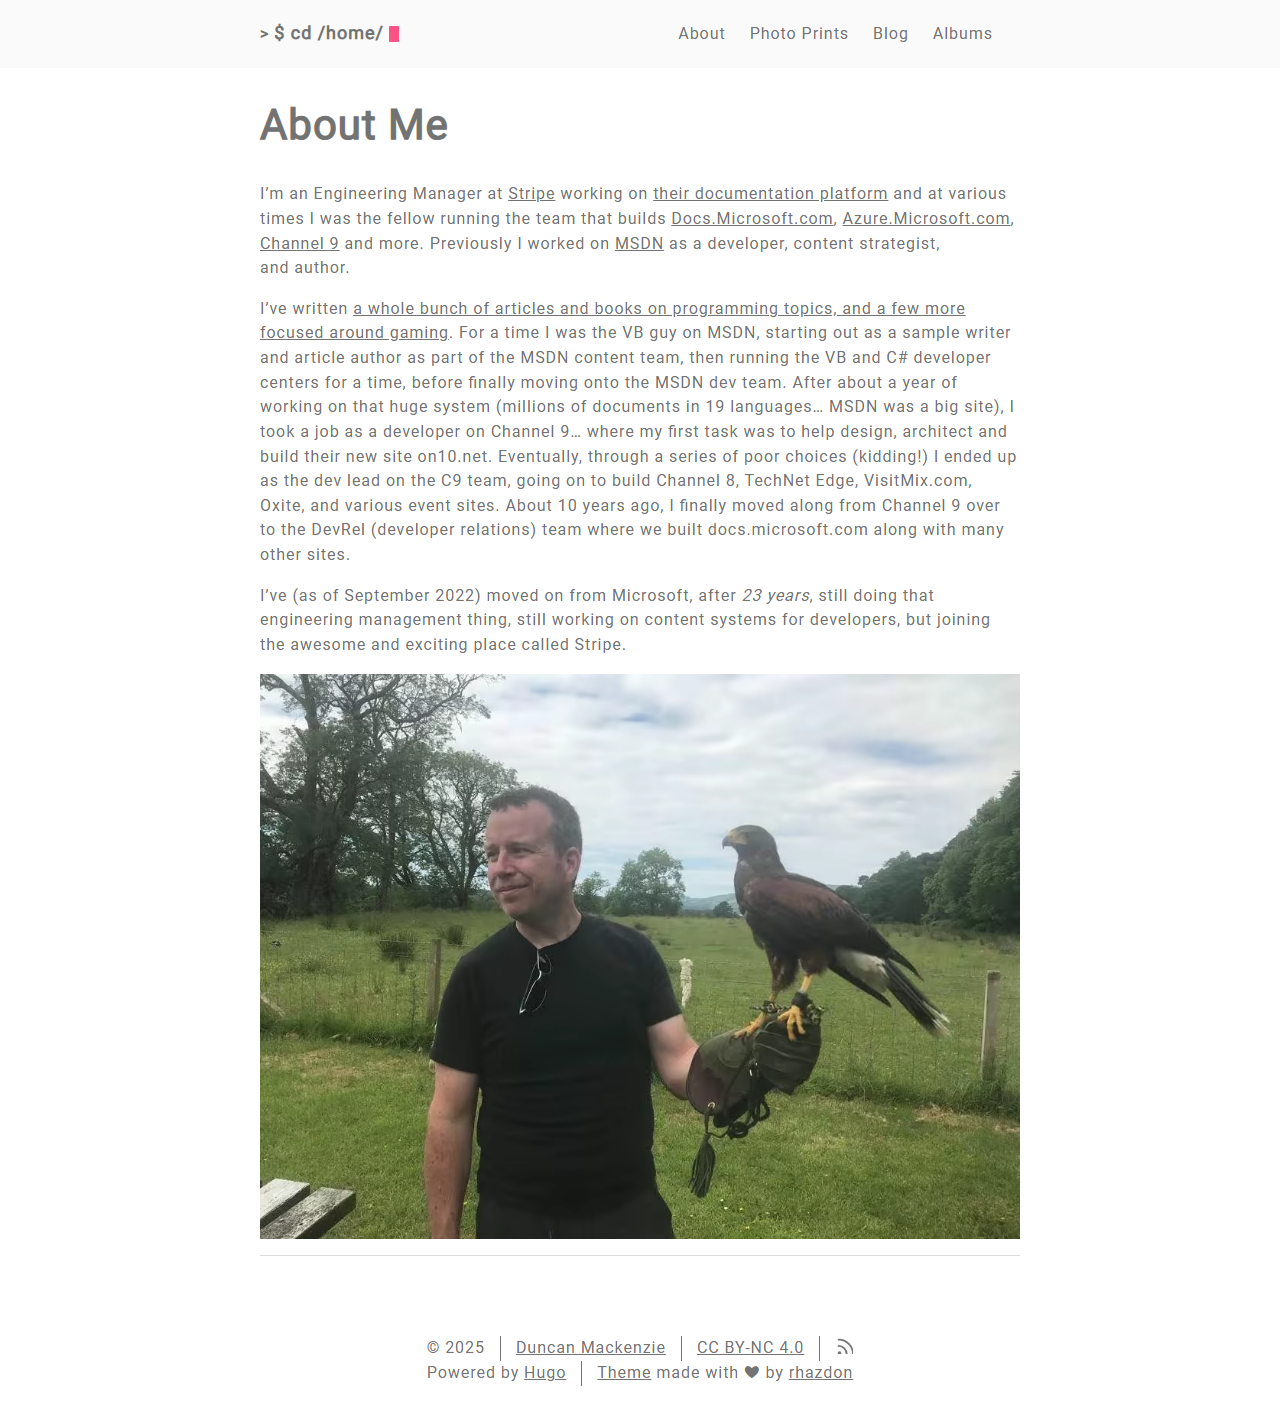 > $ cd /home/
About Photo Prints Blog Albums
About Me
I’m an Engineering Manager at Stripe working on their documentation platform and at various
times I was the fellow running the team that builds Docs.Microsoft.com, Azure.Microsoft.com,
Channel 9 and more. Previously I worked on MSDN as a developer, content strategist,
and author.
I’ve written a whole bunch of articles and books on programming topics, and a few more
focused around gaming. For a time I was the VB guy on MSDN, starting out as a sample writer
and article author as part of the MSDN content team, then running the VB and C# developer
centers for a time, before finally moving onto the MSDN dev team. After about a year of
working on that huge system (millions of documents in 19 languages… MSDN was a big site), I
took a job as a developer on Channel 9… where my first task was to help design, architect and
build their new site on10.net. Eventually, through a series of poor choices (kidding!) I ended up
as the dev lead on the C9 team, going on to build Channel 8, TechNet Edge, VisitMix.com,
Oxite, and various event sites. About 10 years ago, I finally moved along from Channel 9 over
to the DevRel (developer relations) team where we built docs.microsoft.com along with many
other sites.
I’ve (as of September 2022) moved on from Microsoft, after 23 years, still doing that
engineering management thing, still working on content systems for developers, but joining
the awesome and exciting place called Stripe.
© 2025 Duncan Mackenzie CC BY-NC 4.0
Powered by Hugo Theme made with ♥ by rhazdon